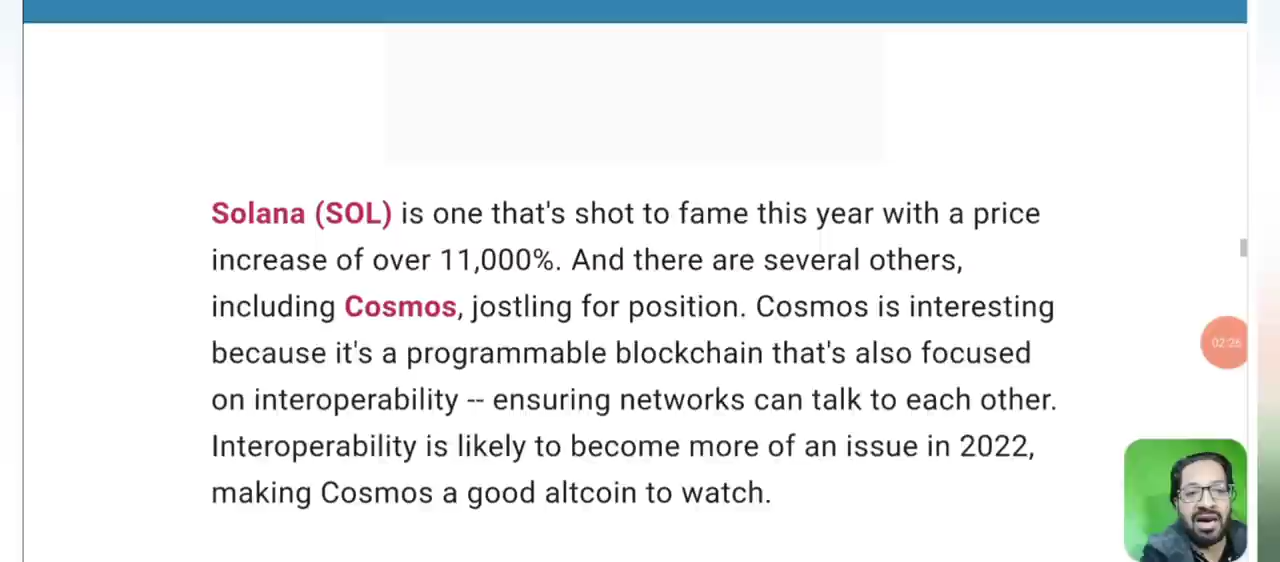 Solana (SOL) is one that's shot to fame this year with a price
increase of over 11,000%. And there are several others,
including Cosmos, jostling for position. Cosmos is interesting
because it's a programmable blockchain that's also focused
on interoperability -- ensuring networks can talk to each other.
Interoperability is likely to become more of an issue in 2022,
making Cosmos a good altcoin to watch.
02:26